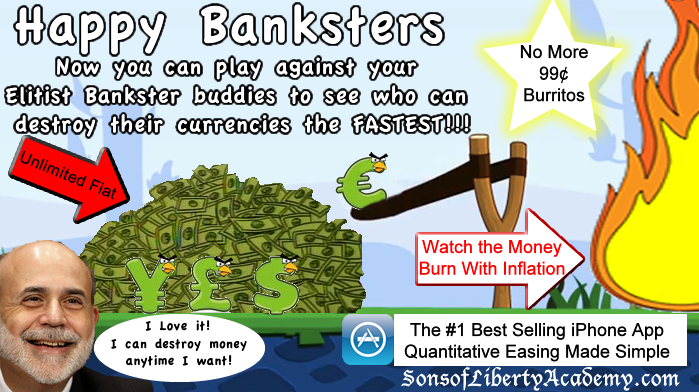 Happy Banksters
Now you can play against your
Elitist Bankster buddies to see who can
destroy their currencies the FASTEST!!!
No More
99¢
Burritos
Unlimited Fiat
€
¥ £ $
Watch the Money
Burn With Inflation
I Love it!
I can destroy money
anytime I want!
The #1 Best Selling iPhone App
Quantitative Easing Made Simple
SonsofLibertyAcademy.com